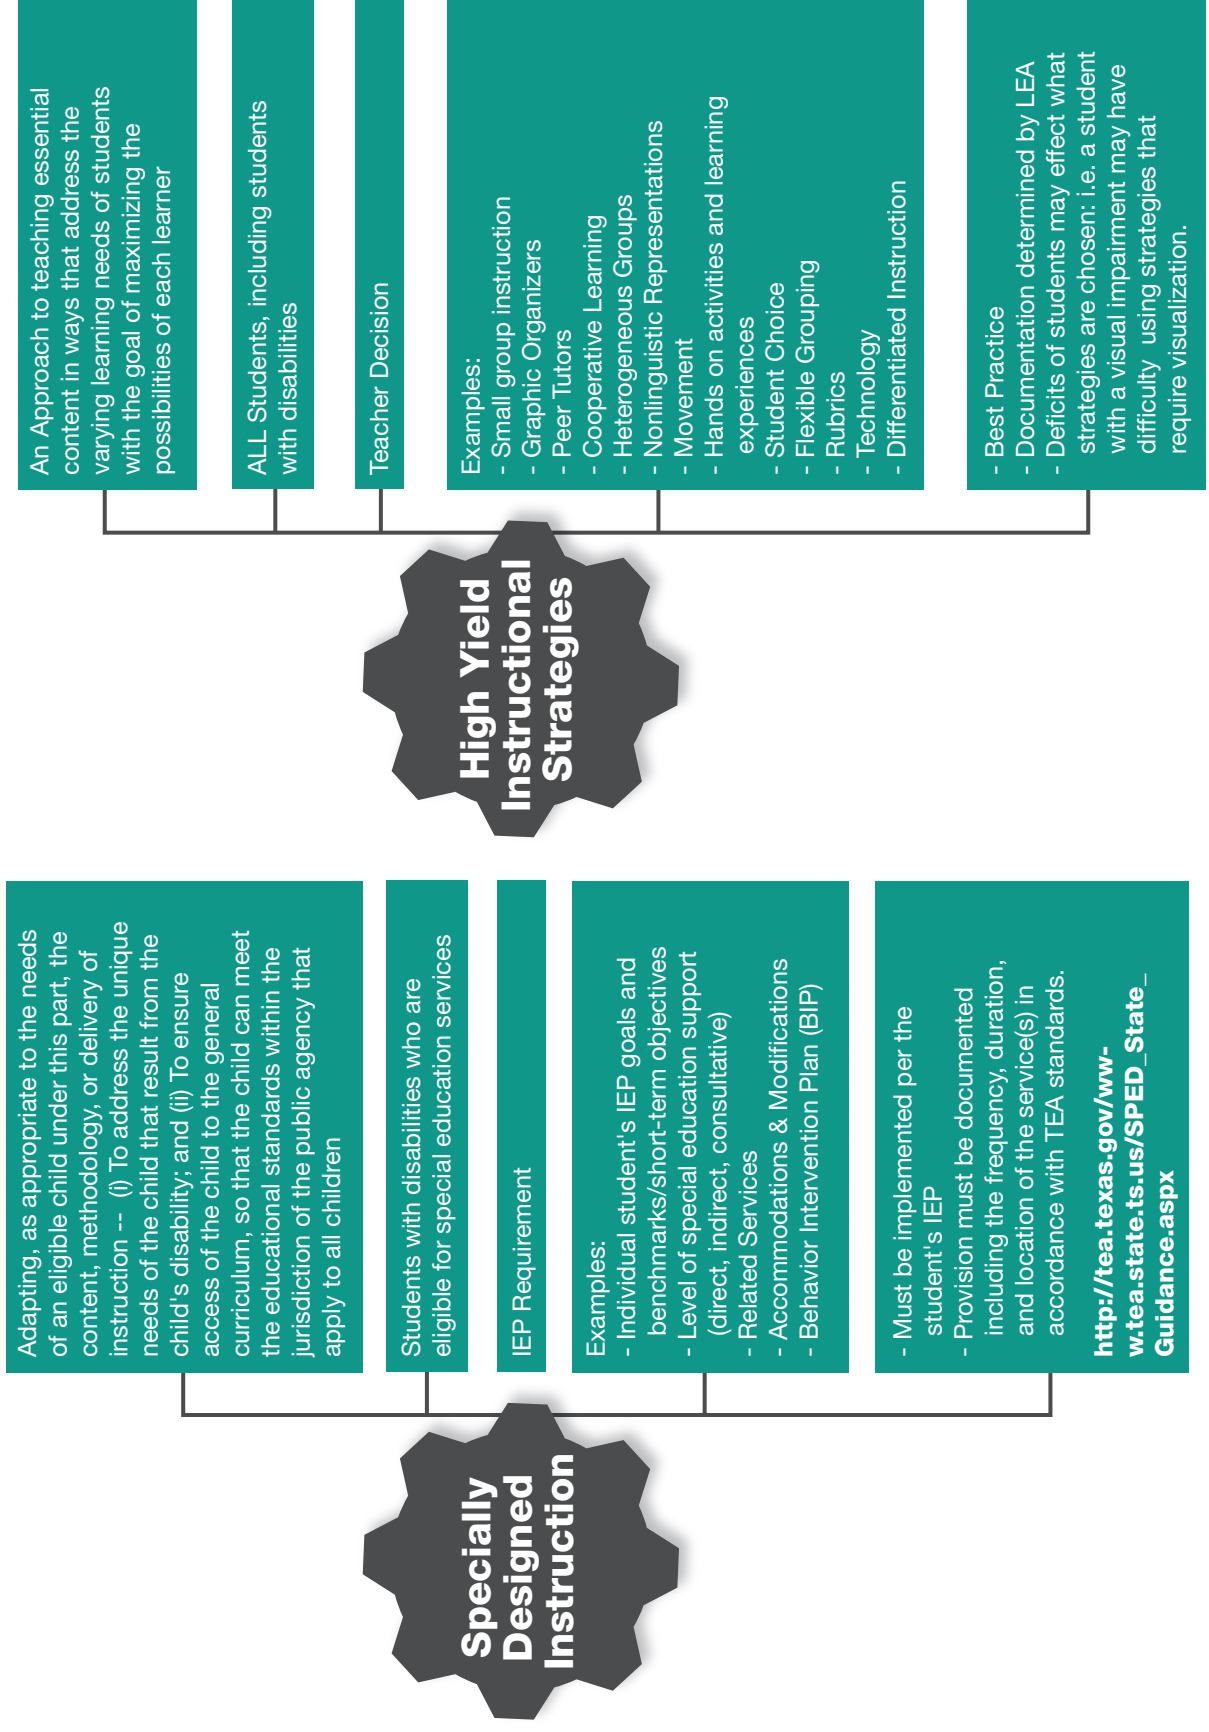 Specially
Designed
Instruction
Adapting, as appropriate to the needs
of an eligible child under this part, the
content, methodology, or delivery of
instruction -- (i) To address the unique
needs of the child that result from the
child's disability; and (ii) To ensure
access of the child to the general
curriculum, so that the child can meet
the educational standards within the
jurisdiction of the public agency that
apply to all children
Students with disabilities who are
eligible for special education services
IEP Requirement
Examples:
- Individual student's IEP goals and
benchmarks/short-term objectives
- Level of special education support
(direct, indirect, consultative)
- Related Services
- Accommodations & Modifications
- Behavior Intervention Plan (BIP)
- Must be implemented per the
student's IEP
- Provision must be documented
including the frequency, duration,
and location of the service(s) in
accordance with TEA standards.
http://tea.texas.gov/ww-
w.tea.state.ts.us/SPED_State_
Guidance.aspx
High Yield
Instructional
Strategies
An Approach to teaching essential
content in ways that address the
varying learning needs of students
with the goal of maximizing the
possibilities of each learner
ALL Students, including students
with disabilities
Teacher Decision
Examples:
- Small group instruction
- Graphic Organizers
- Peer Tutors
- Cooperative Learning
- Heterogeneous Groups
- Nonlinguistic Representations
- Movement
- Hands on activities and learning
experiences
- Student Choice
- Flexible Grouping
- Rubrics
- Technology
- Differentiated Instruction
- Best Practice
- Documentation determined by LEA
- Deficits of students may effect what
strategies are chosen: i.e. a student
with a visual impairment may have
difficulty using strategies that
require visualization.